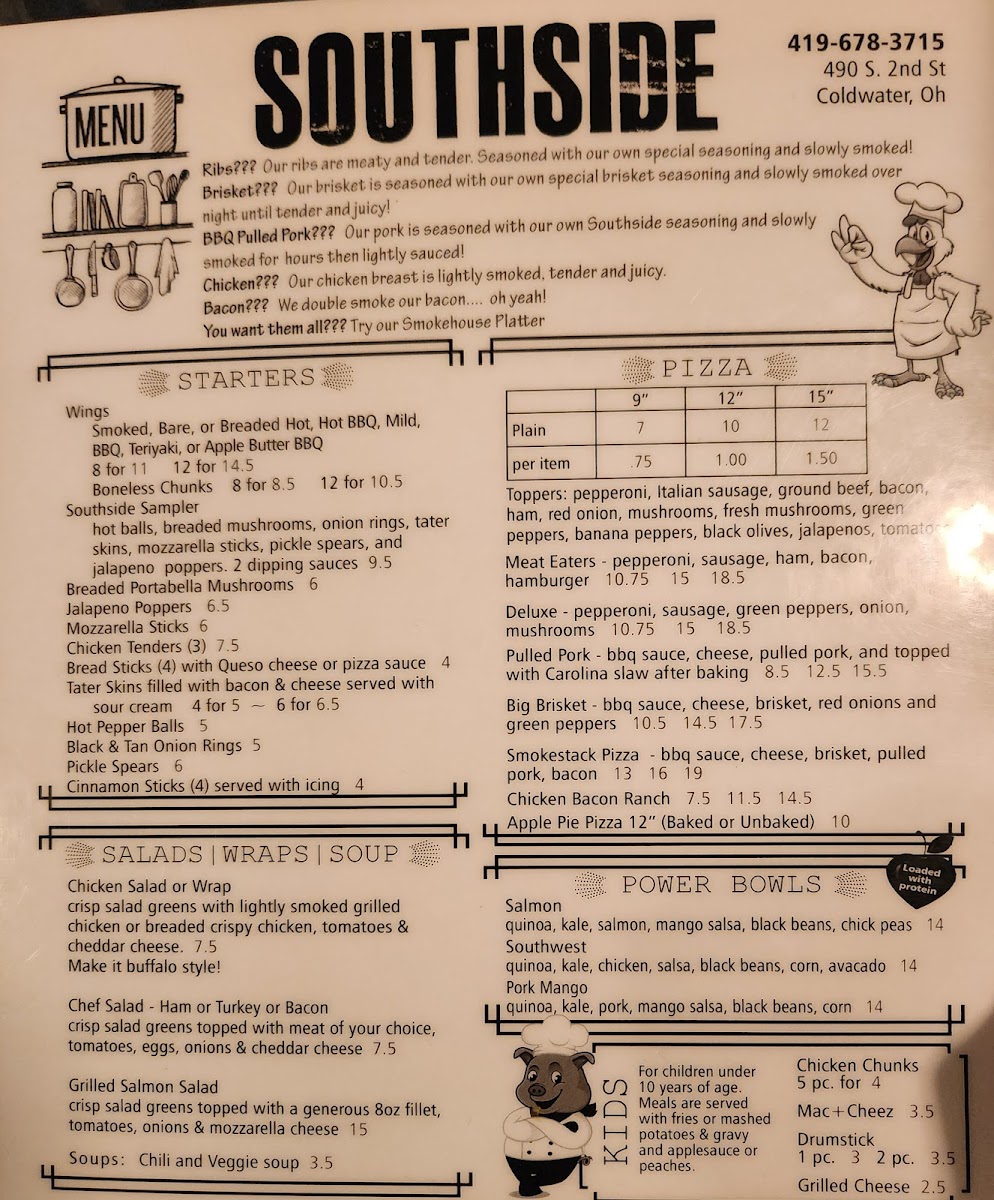 SOUTHSIDE
419-678-3715
490 S. 2nd St
Coldwater, Oh
MENU
Ribs??? Our ribs are meaty and tender. Seasoned with our own special seasoning and slowly smoked!
Brisket??? Our brisket is seasoned with our own special brisket seasoning and slowly smoked over
night until tender and juicy!
BBQ Pulled Pork??? Our pork is seasoned with our own Southside seasoning and slowly
smoked for hours then lightly sauced!
Chicken??? Our chicken breast is lightly smoked, tender and juicy.
Bacon??? We double smoke our bacon.... oh yeah!
You want them all??? Try our Smokehouse Platter
STARTERS
Wings
Smoked, Bare, or Breaded Hot, Hot BBQ, Mild,
BBQ, Teriyaki, or Apple Butter BBQ
8 for 11 12 for 14.5
Boneless Chunks 8 for 8.5 12 for 10.5
Southside Sampler
hot balls, breaded mushrooms, onion rings, tater
skins, mozzarella sticks, pickle spears, and
jalapeno poppers. 2 dipping sauces 9.5
Breaded Portabella Mushrooms 6
Jalapeno Poppers 6.5
Mozzarella Sticks 6
Chicken Tenders (3) 7.5
Bread Sticks (4) with Queso cheese or pizza sauce 4
Tater Skins filled with bacon & cheese served with
sour cream 4 for 5 ~ 6 for 6.5
Hot Pepper Balls 5
Black & Tan Onion Rings 5
Pickle Spears 6
Cinnamon Sticks (4) served with icing 4
PIZZA
9" 12" 15"
Plain 7 10 12
per item .75 1.00 1.50
Toppers: pepperoni, Italian sausage, ground beef, bacon,
ham, red onion, mushrooms, fresh mushrooms, green
peppers, banana peppers, black olives, jalapenos,
Meat Eaters - pepperoni, sausage, ham, bacon,
hamburger 10.75 15 18.5
Deluxe - pepperoni, sausage, green peppers, onion,
mushrooms 10.75 15 18.5
Pulled Pork - bbq sauce, cheese, pulled pork, and topped
with Carolina slaw after baking 8.5 12.5 15.5
Big Brisket - bbq sauce, cheese, brisket, red onions and
green peppers 10.5 14.5 17.5
Smokestack Pizza - bbq sauce, cheese, brisket, pulled
pork, bacon 13 16 19
Chicken Bacon Ranch 7.5 11.5 14.5
Apple Pie Pizza 12" (Baked or Unbaked) 10
SALADS|WRAPS|SOUP
Chicken Salad or Wrap
crisp salad greens with lightly smoked grilled
chicken or breaded crispy chicken, tomatoes &
cheddar cheese. 7.5
Make it buffalo style!
Chef Salad - Ham or Turkey or Bacon
crisp salad greens topped with meat of your choice,
tomatoes, eggs, onions & cheddar cheese 7.5
Grilled Salmon Salad
crisp salad greens topped with a generous 8oz fillet,
tomatoes, onions & mozzarella cheese 15
Soups: Chili and Veggie soup 3.5
POWER BOWLS
Loaded
with
protein
Salmon
quinoa, kale, salmon, mango salsa, black beans, chick peas 14
Southwest
quinoa, kale, chicken, salsa, black beans, corn, avacado 14
Pork Mango
quinoa, kale, pork, mango salsa, black beans, corn 14
KIDS
For children under
10 years of age.
Meals are served
with fries or mashed
potatoes & gravy
and applesauce or
peaches.
Chicken Chunks
5 pc. for 4
Mac+Cheez 3.5
Drumstick
1 pc. 3 2 pc. 3.5
Grilled Cheese 2.5